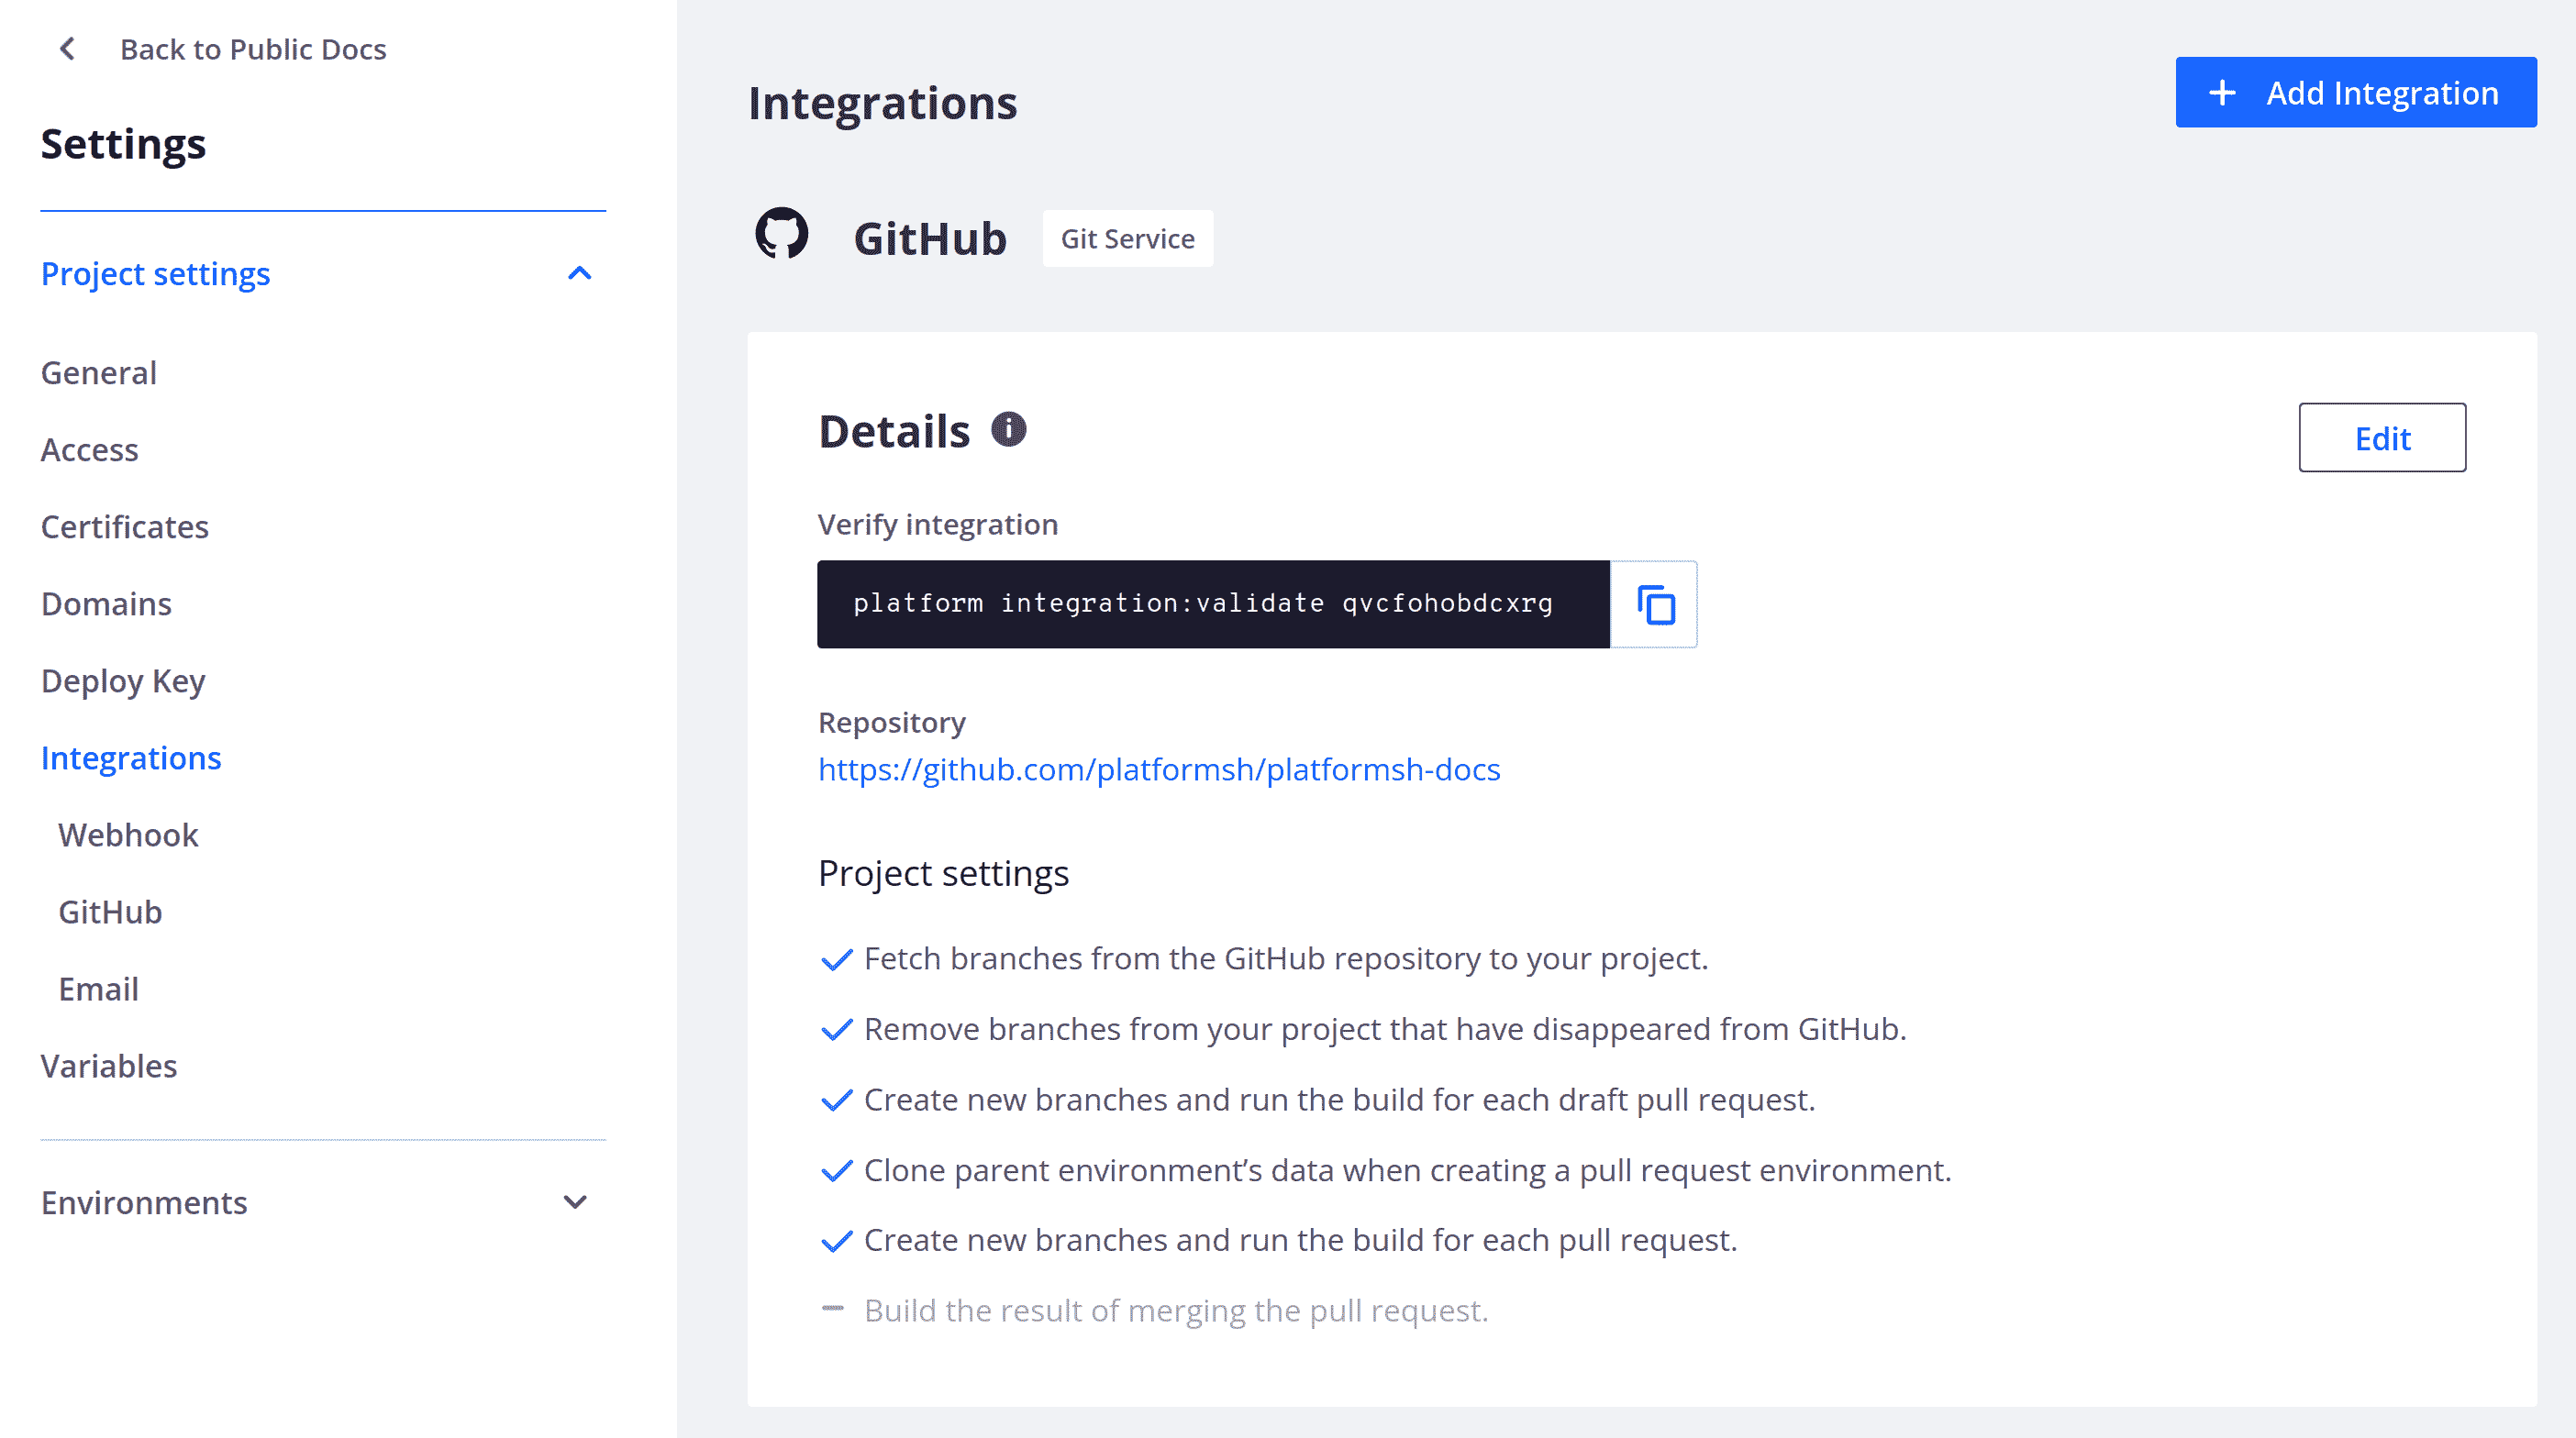 Back to Public Docs
Settings
Project settings
General
Access
Certificates
Domains
Deploy Key
Integrations
Webhook
GitHub
Email
Variables
Environments
Integrations
+ Add Integration
GitHub
Git Service
Details
Edit
Verify integration
platform integration:validate qvcfohobdcxrg
Repository
https://github.com/platformsh/platformsh-docs
Project settings
Fetch branches from the GitHub repository to your project.
Remove branches from your project that have disappeared from GitHub.
Create new branches and run the build for each draft pull request.
Clone parent environment’s data when creating a pull request environment.
Create new branches and run the build for each pull request.
Build the result of merging the pull request.